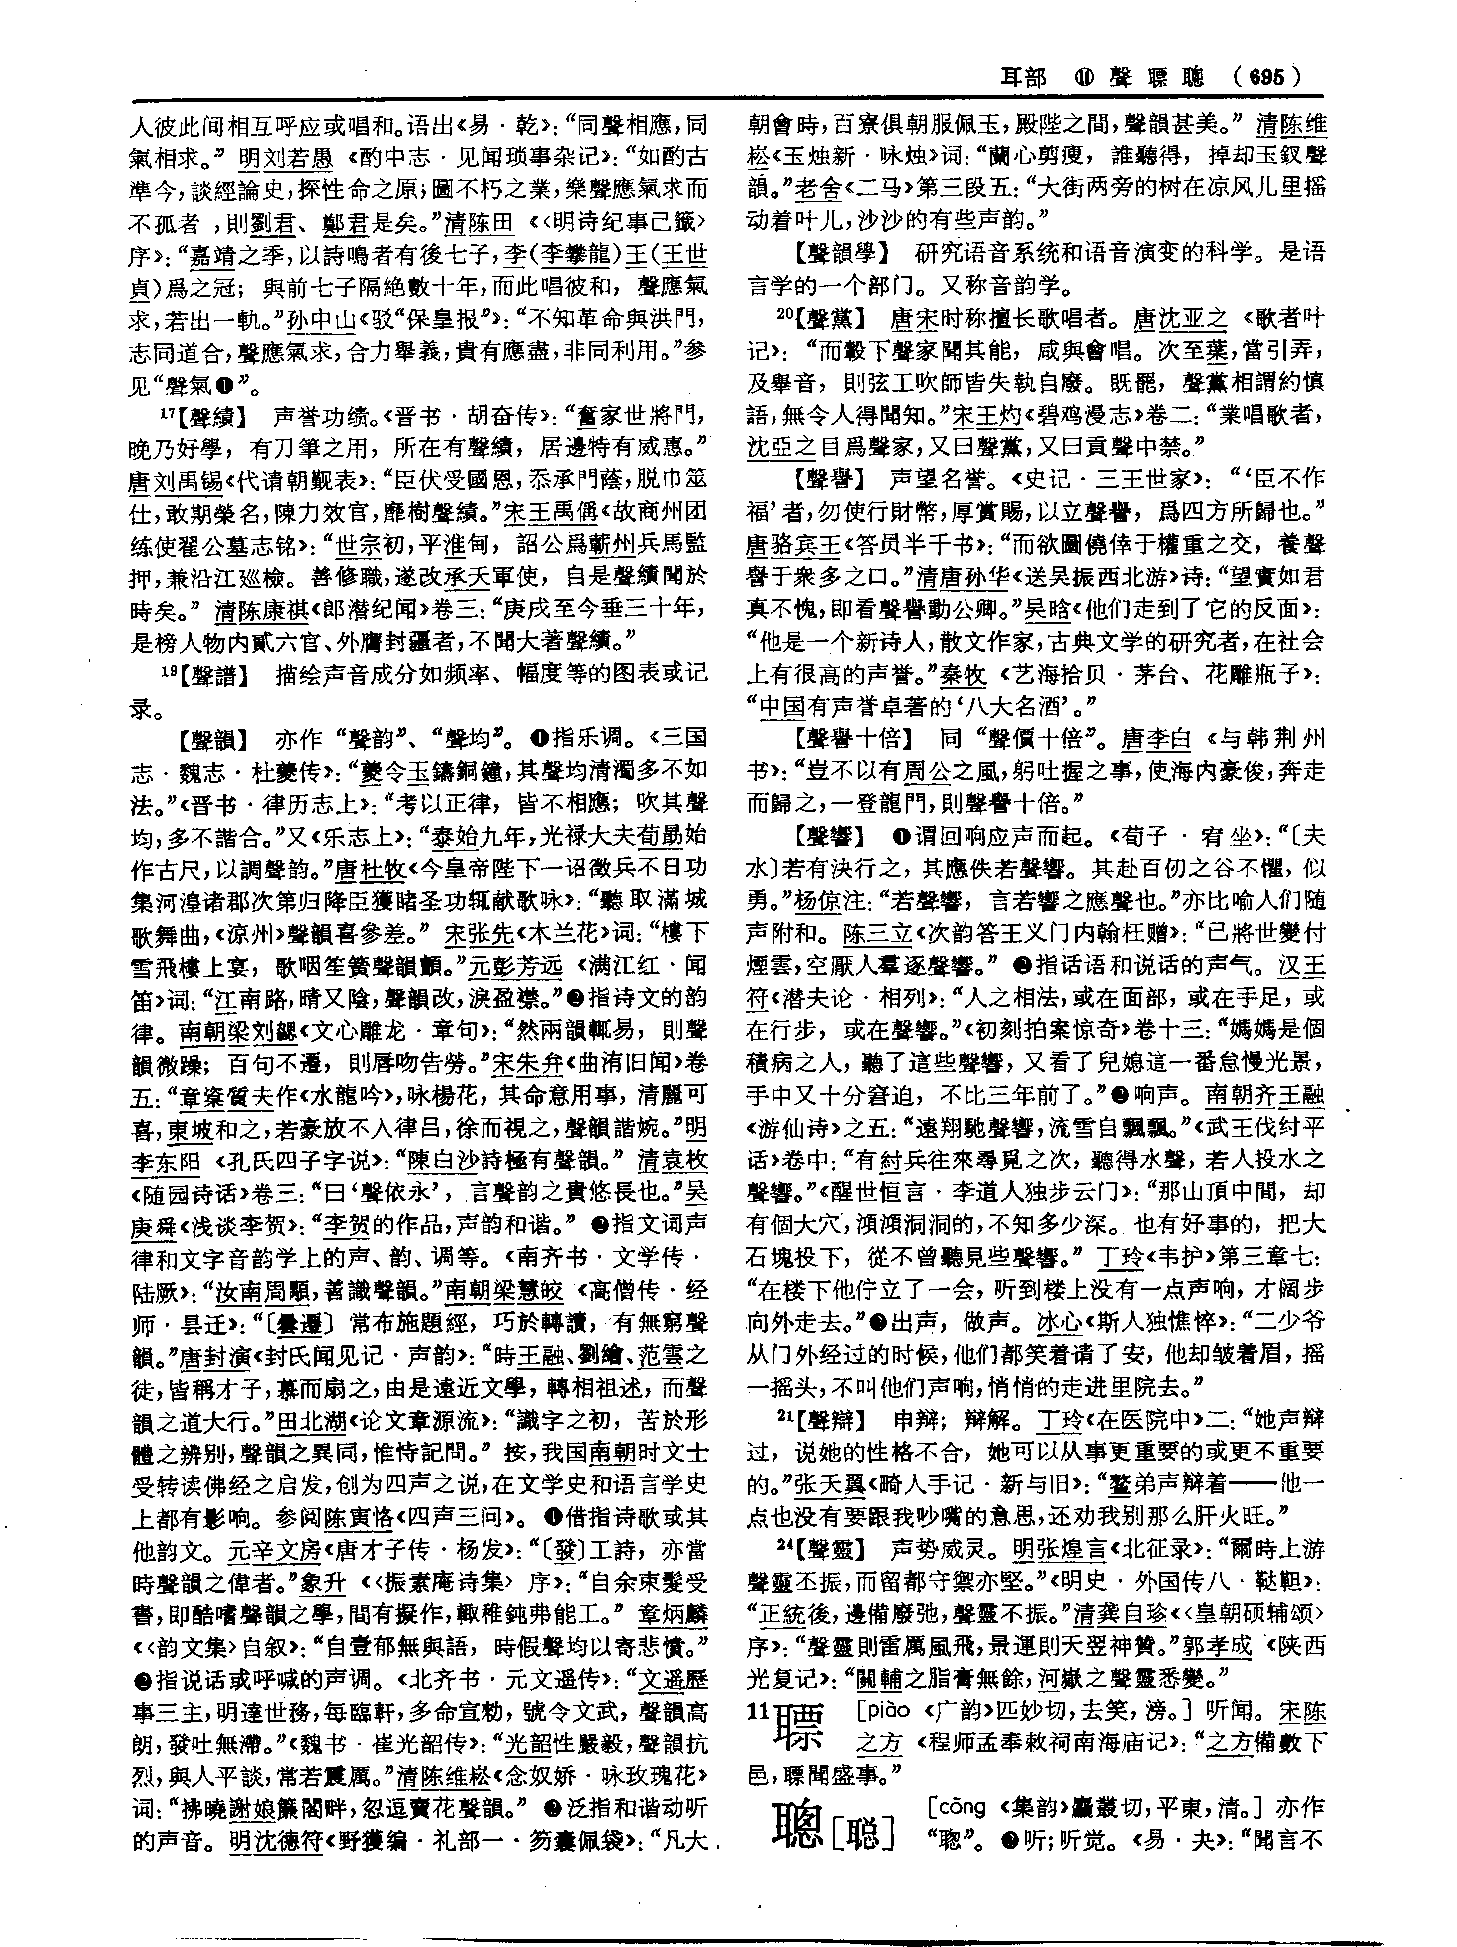 耳部 ⑪ 聲 瞟 聰 (695)
人彼此间相互呼应或唱和。语出《易·乾》：“同聲相應，同
氣相求。” 明刘若愚《酌中志·见闻琐事杂记》：“如酌古
準今，談經論史，探性命之原；圖不朽之業，樂聲應氣求而
不孤者，則劉君、鄭君是矣。”清陈田《〈明诗纪事己籤〉
序》：“嘉靖之季，以詩鳴者有後七子，李（李攀龍）王（王世
貞）爲之冠；與前七子隔絶數十年，而此唱彼和，聲應氣
求，若出一軌。”孙中山《驳“保皇报”》：“不知革命與洪門，
志同道合，聲應氣求，合力舉義，責有應盡，非同利用。”参
见“聲氣❶”。
17【聲績】 声誉功绩。《晋书·胡奋传》：“奮家世將門，
晚乃好學，有刀筆之用，所在有聲績，居邊特有威惠。”
唐刘禹锡《代请朝觐表》：“臣伏受國恩，忝承門蔭，脱巾筮
仕，敢期榮名，陳力效官，靡樹聲績。”宋王禹偁《故商州团
练使翟公墓志铭》：“世宗初，平淮甸，詔公爲蘄州兵馬監
押，兼沿江巡檢。善修職，遂改承天軍使，自是聲績聞於
時矣。” 清陈康祺《郎潜纪闻》卷三：“庚戌至今垂三十年，
是榜人物内貳六官、外膺封疆者，不聞大著聲績。”
19【聲譜】 描绘声音成分如频率、幅度等的图表或记
录。
【聲韻】 亦作“聲韵”、“聲均”。❶指乐调。《三国
志·魏志·杜夔传》：“夔令玉鑄銅鐘，其聲均清濁多不如
法。”《晋书·律历志上》：“考以正律，皆不相應；吹其聲
均，多不諧合。”又《乐志上》：“泰始九年，光禄大夫荀勗始
作古尺，以調聲韵。”唐杜牧《今皇帝陛下一诏徵兵不日功
集河湟诸郡次第归降臣獲睹圣功辄献歌咏》：“聽取滿城
歌舞曲，《涼州》聲韻喜參差。” 宋张先《木兰花》词：“樓下
雪飛樓上宴，歌咽笙簧聲韻顫。”元彭芳远《满江红·闻
笛》词：“江南路，晴又陰，聲韻改，淚盈襟。”❷指诗文的韵
律。南朝梁刘勰《文心雕龙·章句》：“然兩韻輒易，則聲
韻微躁；百句不遷，則唇吻告勞。”宋朱弁《曲洧旧闻》卷
五：“章楶質夫作《水龍吟》，咏楊花，其命意用事，清麗可
喜，東坡和之，若豪放不入律吕，徐而視之，聲韻諧婉。”明
李东阳《孔氏四子字说》：“陳白沙詩極有聲韻。” 清袁枚
《随园诗话》卷三：“曰‘聲依永’，言聲韵之貴悠長也。”吴
庚舜《浅谈李贺》：“李贺的作品，声韵和谐。” ❸指文词声
律和文字音韵学上的声、韵、调等。《南齐书·文学传·
陆厥》：“汝南周顒，善識聲韻。”南朝梁慧皎《高僧传·经
师·昙迁》：“〔曇遷〕常布施題經，巧於轉讀，有無窮聲
韻。”唐封演《封氏闻见记·声韵》：“時王融、劉繪、范雲之
徒，皆稱才子，慕而扇之，由是遠近文學，轉相祖述，而聲
韻之道大行。”田北湖《论文章源流》：“識字之初，苦於形
體之辨别，聲韻之異同，惟恃記問。” 按，我国南朝时文士
受转读佛经之启发，创为四声之说，在文学史和语言学史
上都有影响。参阅陈寅恪《四声三问》。 ❹借指诗歌或其
他韵文。元辛文房《唐才子传·杨发》：“〔發〕工詩，亦當
時聲韻之偉者。”象升《〈振素庵诗集〉序》：“自余束髮受
書，即酷嗜聲韻之學，間有擬作，輙稚鈍弗能工。” 章炳麟
《〈韵文集〉自叙》：“自壹郁無與語，時假聲均以寄悲憤。”
❺指说话或呼喊的声调。《北齐书·元文遥传》：“文遥歷
事三主，明達世務，每臨軒，多命宣勑，號令文武，聲韻高
朗，發吐無滯。”《魏书·崔光韶传》：“光韶性嚴毅，聲韻抗
烈，與人平談，常若震厲。”清陈维崧《念奴娇·咏玫瑰花》
词：“拂曉謝娘簾閣畔，忽逗賣花聲韻。” ❻泛指和谐动听
的声音。明沈德符《野獲编·礼部一·笏囊佩袋》：“凡大
朝會時，百寮俱朝服佩玉，殿陛之間，聲韻甚美。” 清陈维
崧《玉烛新·咏烛》词：“蘭心剪瘦，誰聽得，掉却玉釵聲
韻。”老舍《二马》第三段五：“大街两旁的树在凉风儿里摇
动着叶儿，沙沙的有些声韵。”
【聲韻學】 研究语音系统和语音演变的科学。是语
言学的一个部门。又称音韵学。
20【聲黨】 唐宋时称擅长歌唱者。唐沈亚之《歌者叶
记》：“而轂下聲家聞其能，咸與會唱。次至葉，當引弄，
及舉音，則弦工吹師皆失執自廢。既罷，聲黨相謂約慎
語，無令人得聞知。”宋王灼《碧鸡漫志》卷二：“業唱歌者，
沈亞之目爲聲家，又曰聲黨，又曰貢聲中禁。”
【聲譽】 声望名誉。《史记·三王世家》：“‘臣不作
福’者，勿使行財幣，厚賞賜，以立聲譽，爲四方所歸也。”
唐骆宾王《答员半千书》：“而欲圖僥倖于權重之交，養聲
譽于衆多之口。”清唐孙华《送吴振西北游》诗：“望實如君
真不愧，即看聲譽動公卿。”吴晗《他们走到了它的反面》：
“他是一个新诗人，散文作家，古典文学的研究者，在社会
上有很高的声誉。”秦牧《艺海拾贝·茅台、花雕瓶子》：
“中国有声誉卓著的‘八大名酒’。”
【聲譽十倍】 同“聲價十倍”。唐李白《与韩荆州
书》：“豈不以有周公之風，躬吐握之事，使海内豪俊，奔走
而歸之，一登龍門，則聲譽十倍。”
【聲響】 ❶谓回响应声而起。《荀子·宥坐》：“〔夫
水〕若有決行之，其應佚若聲響。其赴百仞之谷不懼，似
勇。”杨倞注：“若聲響，言若響之應聲也。”亦比喻人们随
声附和。陈三立《次韵答王义门内翰枉赠》：“已將世變付
煙雲，空厭人羣逐聲響。” ❷指话语和说话的声气。汉王
符《潜夫论·相列》：“人之相法，或在面部，或在手足，或
在行步，或在聲響。”《初刻拍案惊奇》卷十三：“媽媽是個
積病之人，聽了這些聲響，又看了兒媳這一番怠慢光景，
手中又十分窘迫，不比三年前了。”❸响声。南朝齐王融
《游仙诗》之五：“遠翔馳聲響，流雪自飄飄。”《武王伐纣平
话》卷中：“有紂兵往來尋覓之次，聽得水聲，若人投水之
聲響。”《醒世恒言·李道人独步云门》：“那山頂中間，却
有個大穴，澒澒洞洞的，不知多少深。也有好事的，把大
石塊投下，從不曾聽見些聲響。” 丁玲《韦护》第三章七：
“在楼下他伫立了一会，听到楼上没有一点声响，才阔步
向外走去。”❹出声，做声。冰心《斯人独憔悴》：“二少爷
从门外经过的时候，他们都笑着请了安，他却皱着眉，摇
一摇头，不叫他们声响，悄悄的走进里院去。”
21【聲辯】 申辩；辩解。丁玲《在医院中》二：“她声辩
过，说她的性格不合，她可以从事更重要的或更不重要
的。”张天翼《畸人手记·新与旧》：“鳌弟声辩着——他一
点也没有要跟我吵嘴的意思，还劝我别那么肝火旺。”
24【聲靈】 声势威灵。明张煌言《北征录》：“爾時上游
聲靈丕振，而留都守禦亦堅。”《明史·外国传八·鞑靼》：
“正統後，邊備廢弛，聲靈不振。”清龚自珍《〈皇朝硕辅颂〉
序》：“聲靈則雷厲風飛，景運則天翌神贊。”郭孝成《陕西
光复记》：“關輔之脂膏無餘，河嶽之聲靈悉變。”
11瞟 [piào 《广韵》匹妙切，去笑，滂。] 听闻。宋陈
之方《程师孟奉敕祠南海庙记》：“之方備數下
邑，瞟聞盛事。”
聰[聪] [cōng 《集韵》麤叢切，平東，清。] 亦作
“聦”。❶听；听觉。《易·夬》：“聞言不